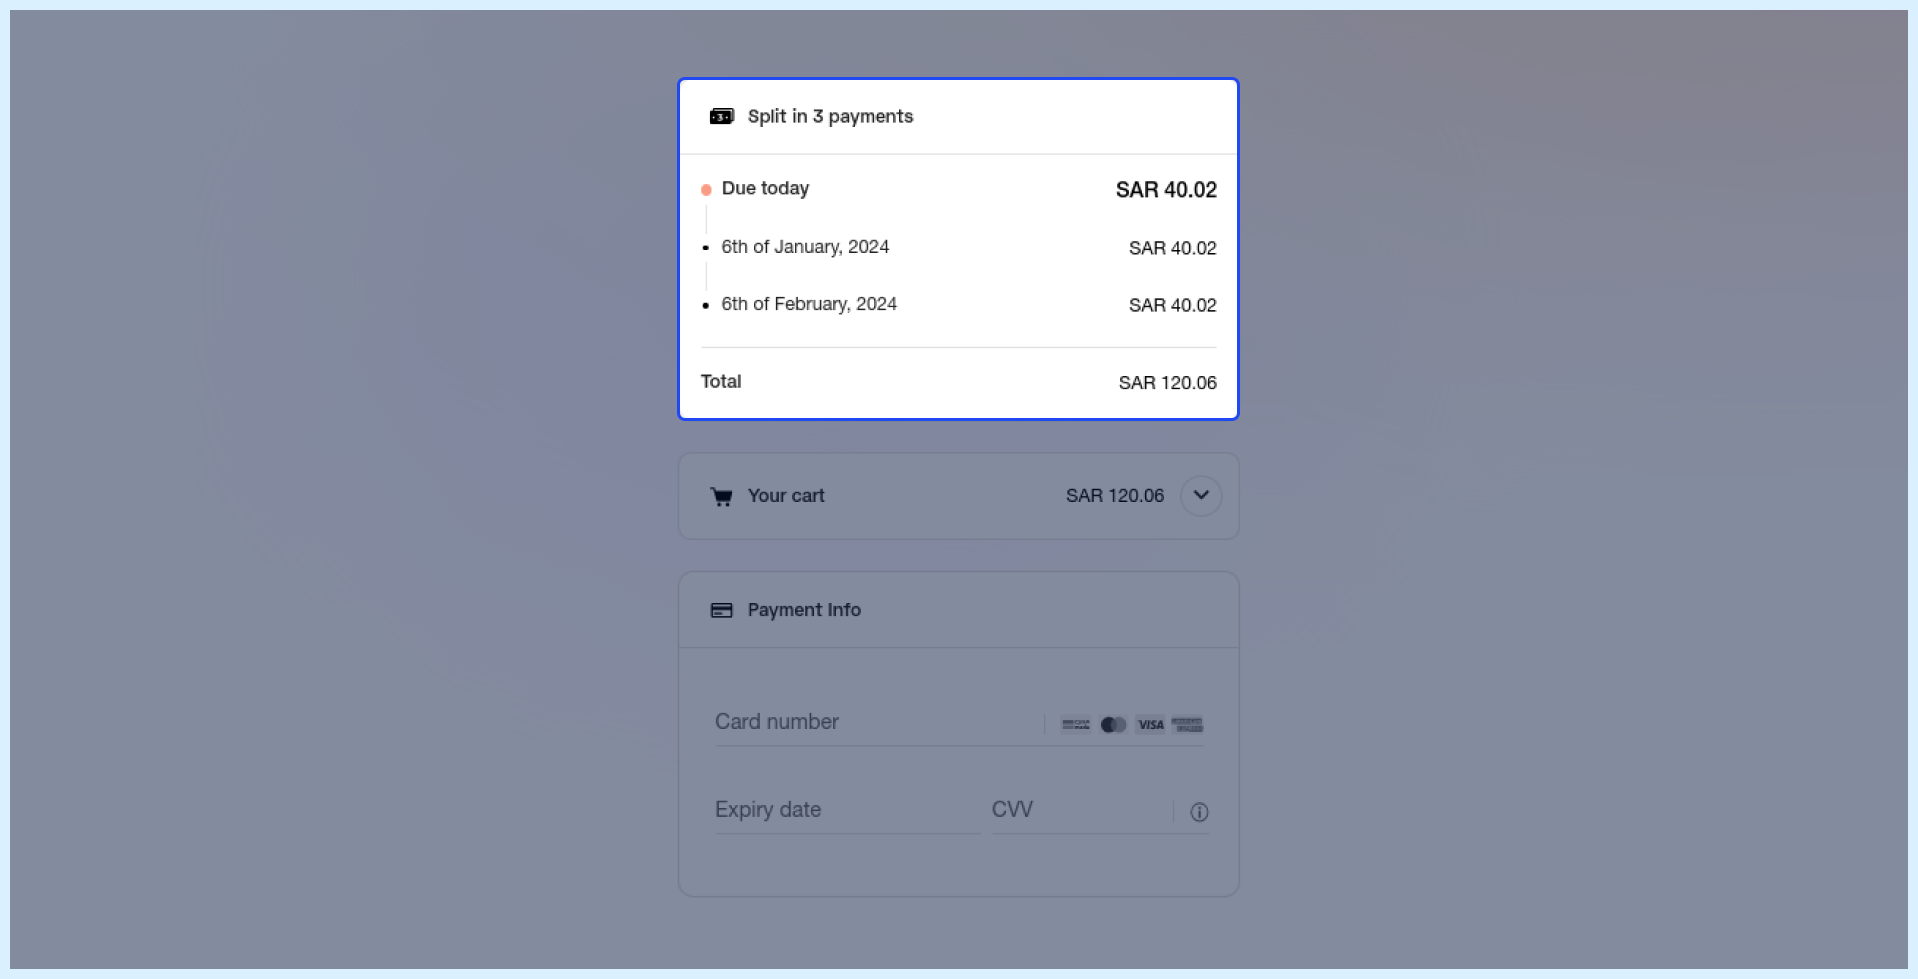 Split in 3 payments
Due today SAR 40.02
6th of January, 2024 SAR 40.02
6th of February, 2024 SAR 40.02
Total SAR 120.06
Your cart SAR 120.06
Payment Info
Card number VISA
Expiry date CVV